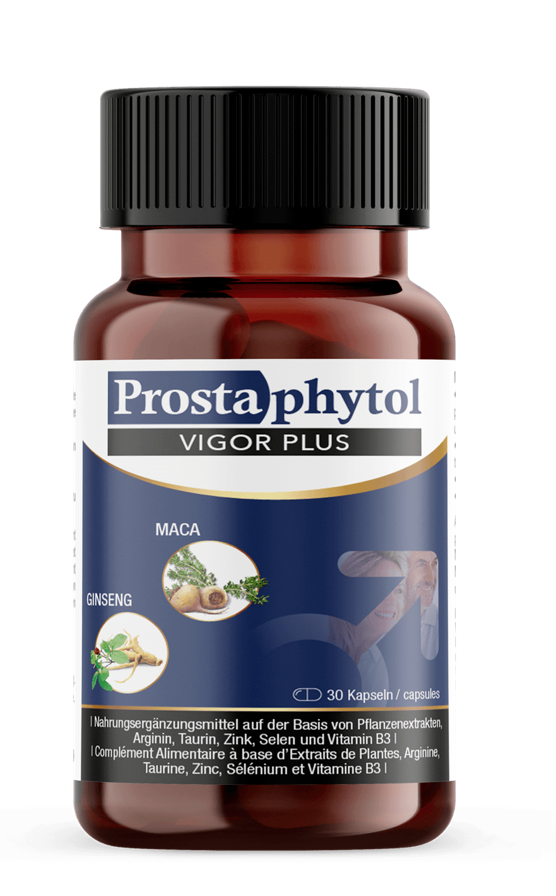 Prostaphytol
VIGOR PLUS
MACA
GINSENG
30 Kapseln / capsules
| Nahrungsergänzungsmittel auf der Basis von Pflanzenextrakten,
Arginin, Taurin, Zink, Selen und Vitamin B3 |
| Complément Alimentaire à base d'Extraits de Plantes, Arginine,
Taurine, Zinc, Sélénium et Vitamine B3 |